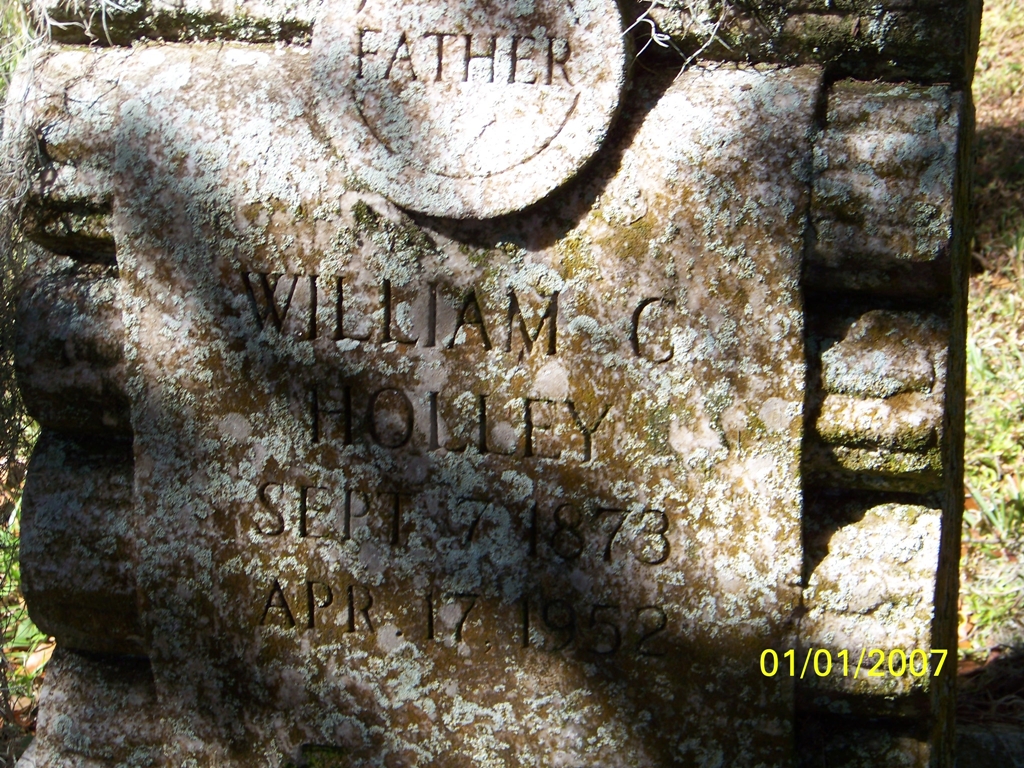 FATHER
WILLIAM C
HOLLEY
SEPT 7 1873
APR. 17, 1952
01/01/2007